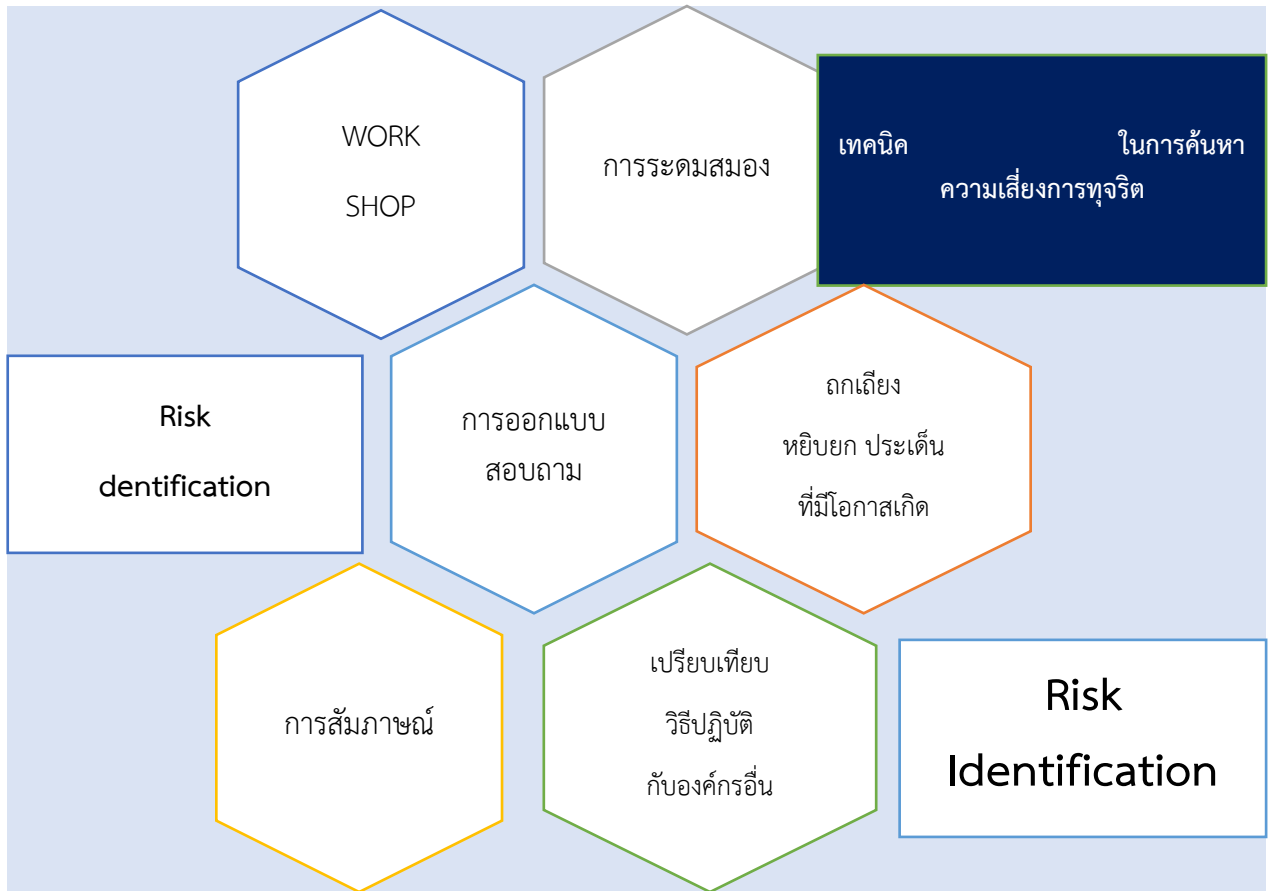 WORK
SHOP
การระดมสมอง
เทคนิค ในการค้นหา
ความเสี่ยงการทุจริต
Risk
dentification
การออกแบบ
สอบถาม
ถกเถียง
หยิบยก ประเด็น
ที่มีโอกาสเกิด
การสัมภาษณ์
เปรียบเทียบ
วิธีปฏิบัติ
กับองค์กรอื่น
Risk
Identification